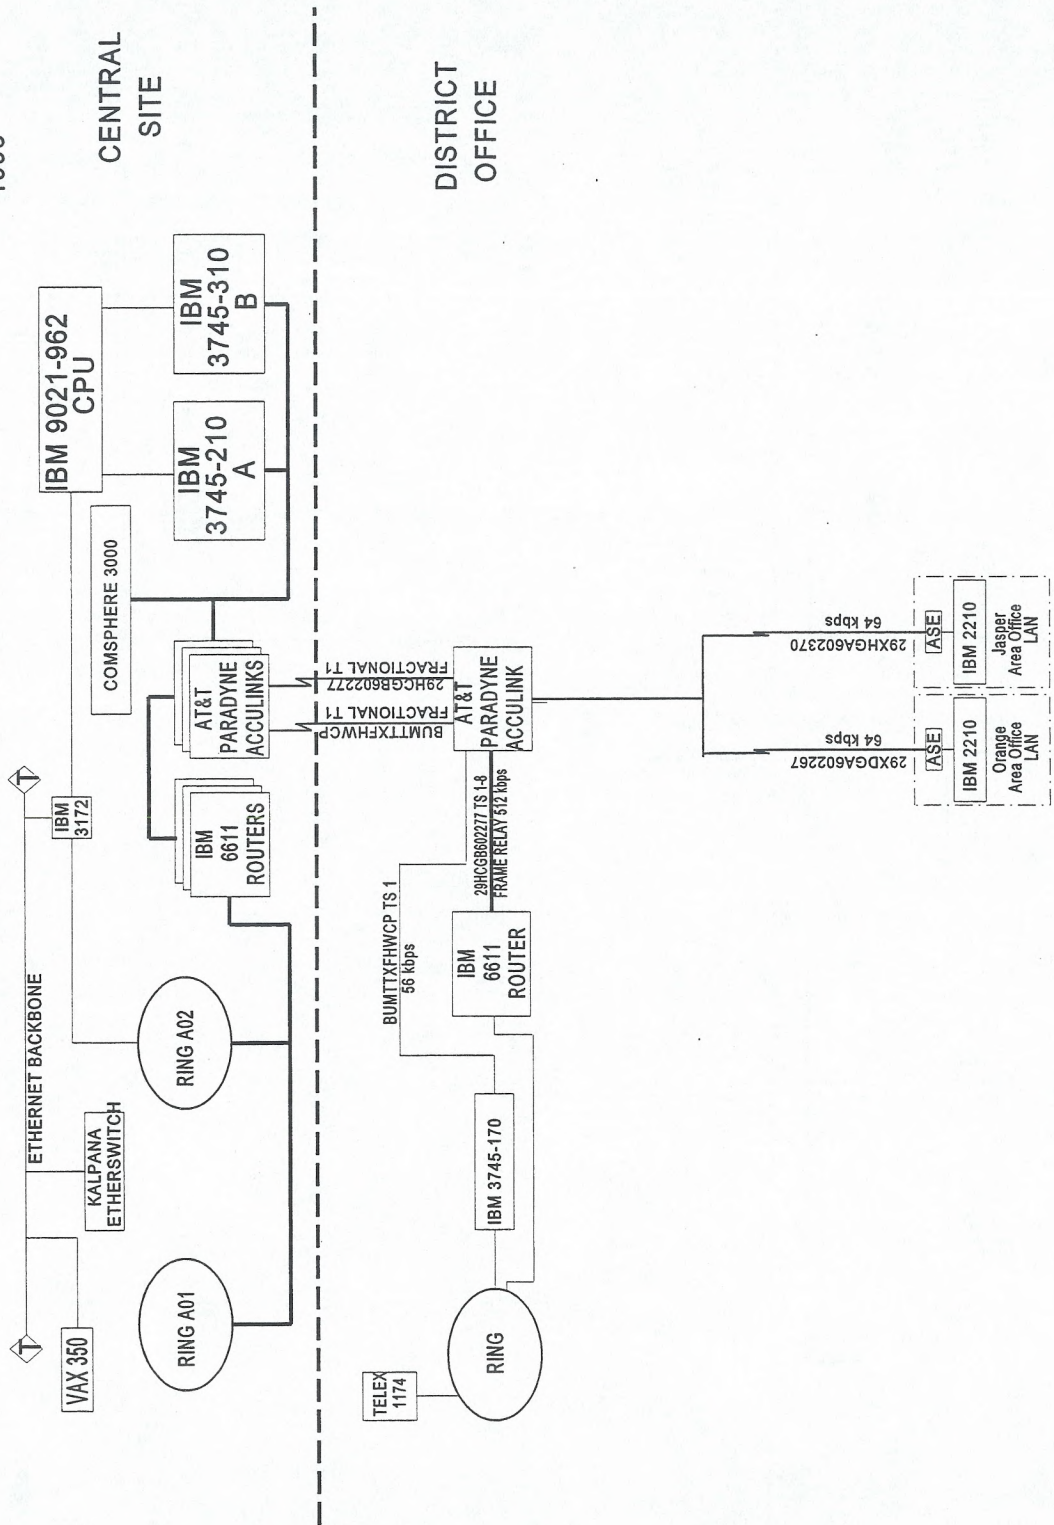 CENTRAL
SITE
ETHERNET BACKBONE
VAX 350
KALPANA
ETHERSWITCH
T
T
IBM
3172
COMSPHERE 3000
IBM 9021-962
CPU
RING A01
RING A02
IBM
6611
ROUTERS
AT&T
PARADYNE
ACCULINKS
IBM
3745-210
A
IBM
3745-310
B
BUMTTXFHWCP
FRACTIONAL T1
29HCGB602277
FRACTIONAL T1
DISTRICT
OFFICE
TELEX
1174
RING
IBM 3745-170
BUMTTXFHWCP TS 1
56 kbps
IBM
6611
ROUTER
29HCGB602277 TS 1-8
FRAME RELAY 512 kbps
AT&T
PARADYNE
ACCULINK
29XDGA602267
64 kbps
29XHGA602370
64 kbps
ASE
IBM 2210
Orange
Area Office
LAN
ASE
IBM 2210
Jasper
Area Office
LAN